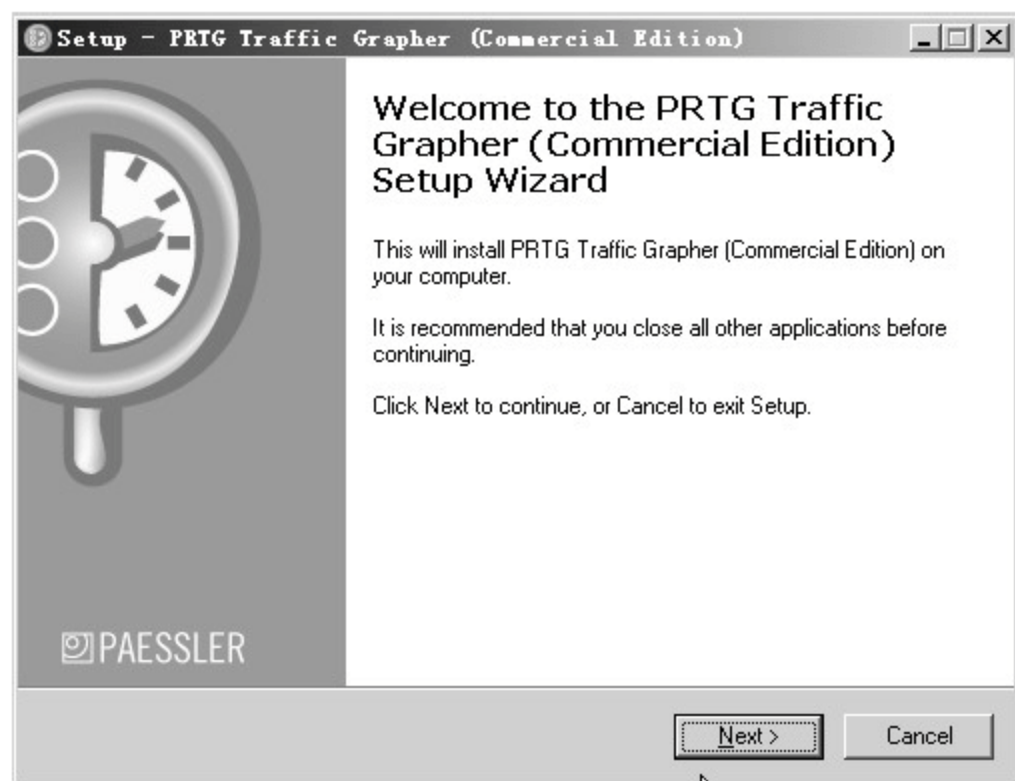 Setup - PRTG Traffic Grapher (Commercial Edition)
Welcome to the PRTG Traffic
Grapher (Commercial Edition)
Setup Wizard
This will install PRTG Traffic Grapher (Commercial Edition) on
your computer.
It is recommended that you close all other applications before
continuing.
Click Next to continue, or Cancel to exit Setup.
PAESSLER
Next >
Cancel